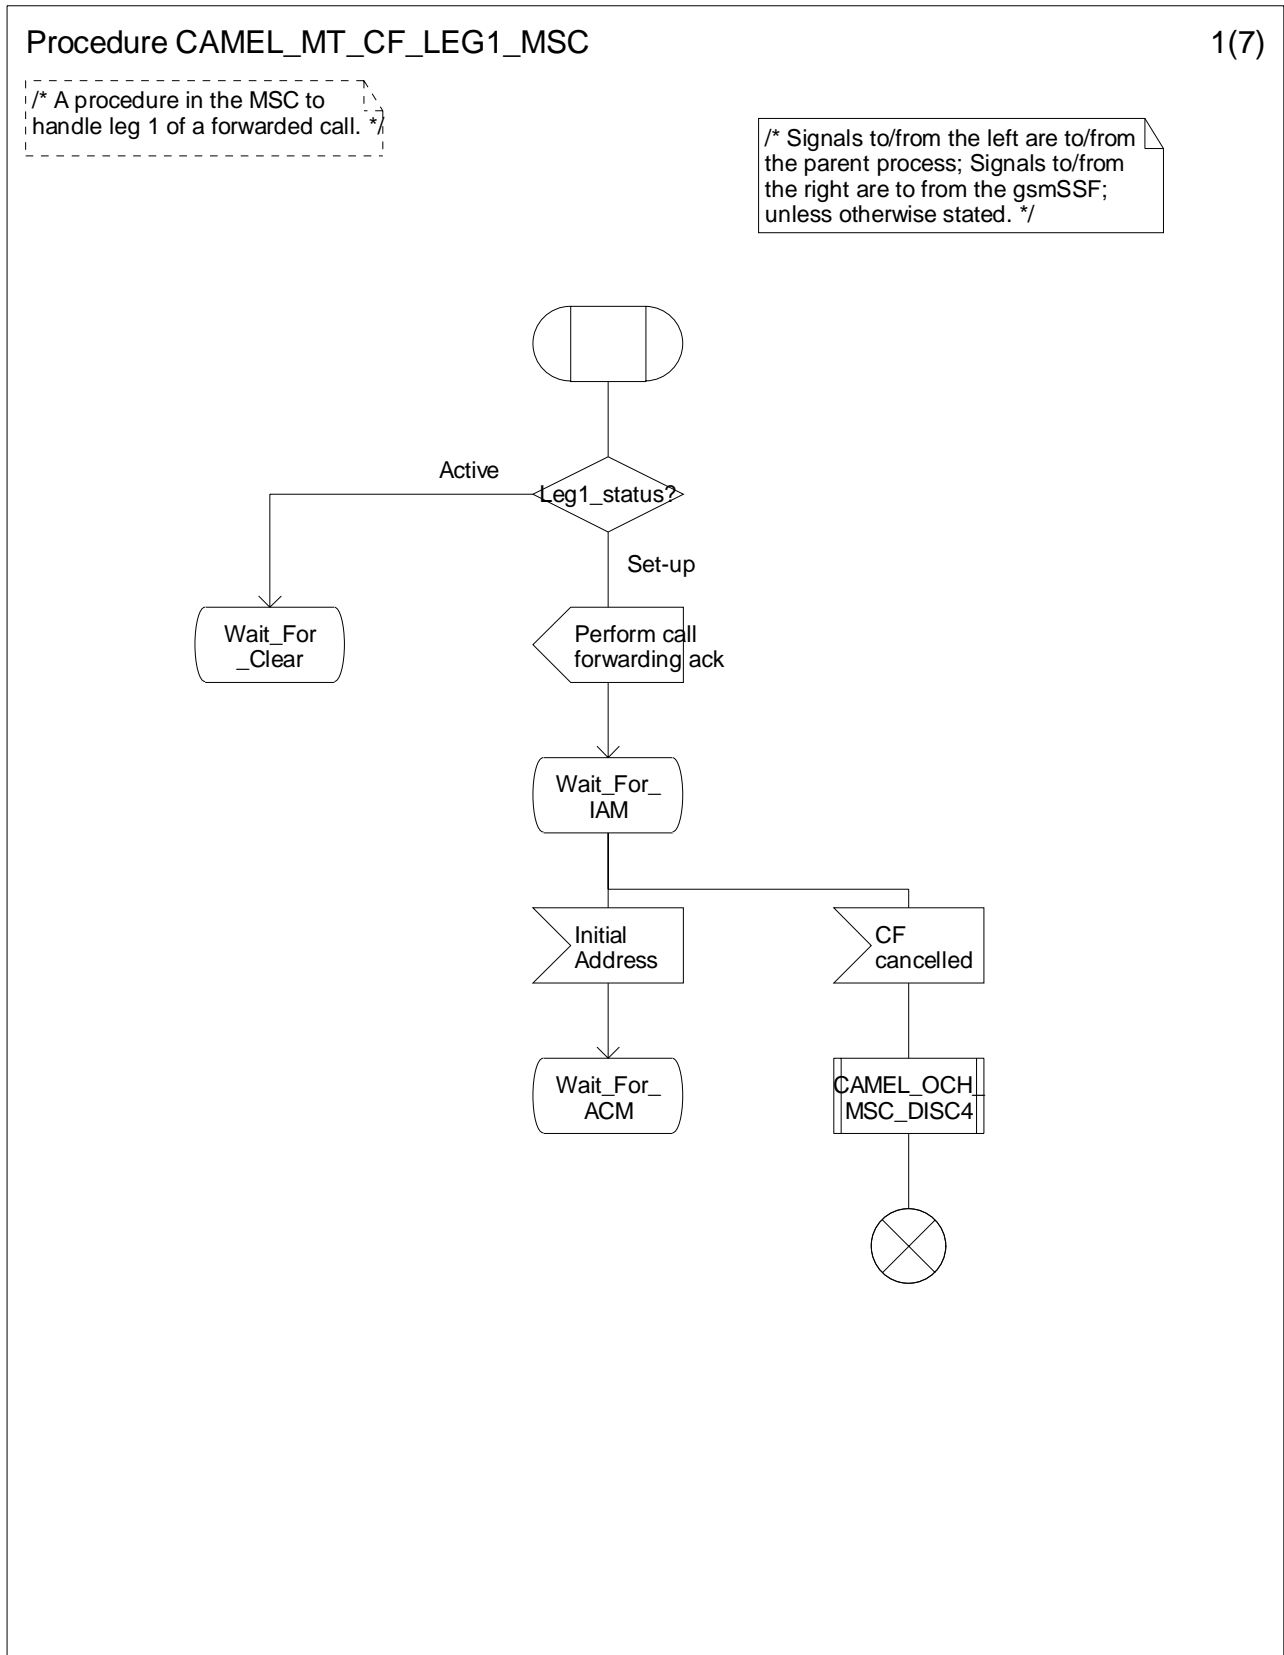 Procedure CAMEL_MT_CF_LEG1_MSC
1(7)
/* A procedure in the MSC to
handle leg 1 of a forwarded call. */
/* Signals to/from the left are to/from
the parent process; Signals to/from
the right are to from the gsmSSF;
unless otherwise stated. */
Active
Leg1_status?
Set-up
Wait_For
_Clear
Perform call
forwarding ack
Wait_For_
IAM
Initial
Address
CF
cancelled
Wait_For_
ACM
CAMEL_OCH_
MSC_DISC4